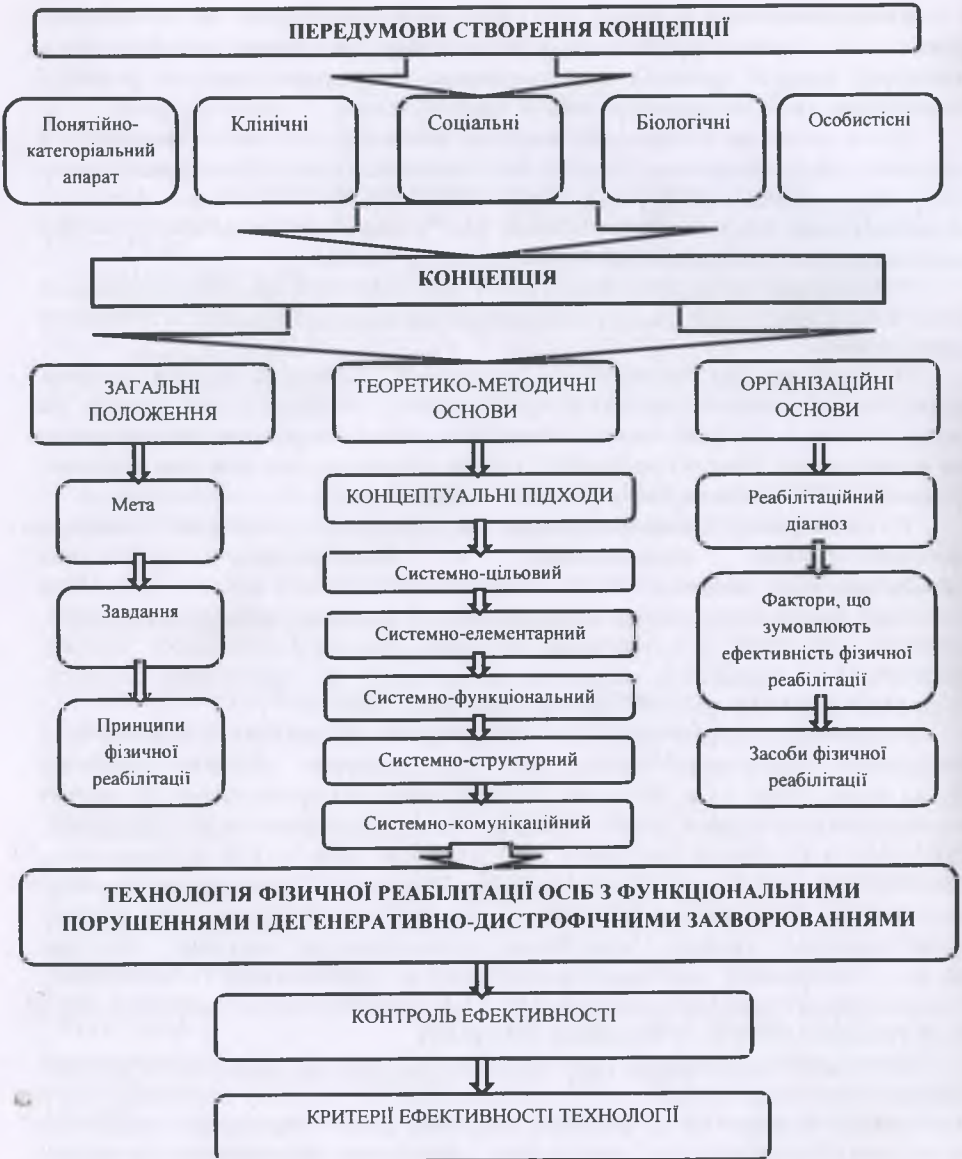 ПЕРЕДУМОВИ СТВОРЕННЯ КОНЦЕПЦІЇ
Понятійно-
категоріальний
апарат
Клінічні
Соціальні
Біологічні
Особистісні
КОНЦЕПЦІЯ
ЗАГАЛЬНІ
ПОЛОЖЕННЯ
Мета
Завдання
Принципи
фізичної
реабілітації
ТЕОРЕТИКО-МЕТОДИЧНІ
ОСНОВИ
КОНЦЕПТУАЛЬНІ ПІДХОДИ
Системно-цільовий
Системно-елементарний
Системно-функціональний
Системно-структурний
Системно-комунікаційний
ОРГАНІЗАЦІЙНІ
ОСНОВИ
Реабілітаційний
діагноз
Фактори, що
зумовлюють
ефективність фізичної
реабілітації
Засоби фізичної
реабілітації
ТЕХНОЛОГІЯ ФІЗИЧНОЇ РЕАБІЛІТАЦІЇ ОСІБ З ФУНКЦІОНАЛЬНИМИ
ПОРУШЕННЯМИ І ДЕГЕНЕРАТИВНО-ДИСТРОФІЧНИМИ ЗАХВОРЮВАННЯМИ
КОНТРОЛЬ ЕФЕКТИВНОСТІ
КРИТЕРІЇ ЕФЕКТИВНОСТІ ТЕХНОЛОГІЇ